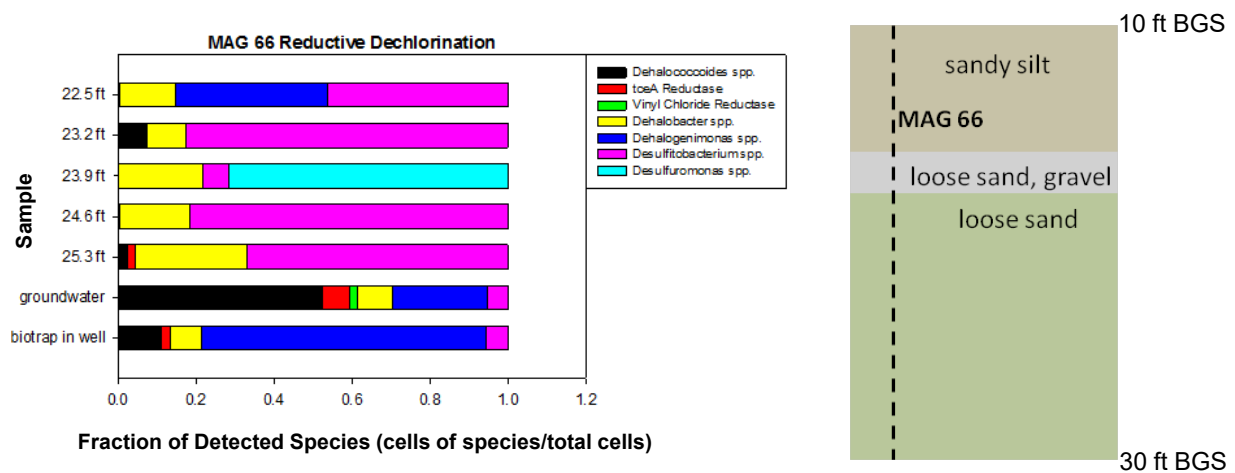 MAG 66 Reductive Dechlorination
Dehalococcoides spp.
tceA Reductase
Vinyl Chloride Reductase
Dehalobacter spp.
Dehalogenimonas spp.
Desulfitobacterium spp.
Desulfuromonas spp.
Sample
22.5 ft
23.2 ft
23.9 ft
24.6 ft
25.3 ft
groundwater
biotrap in well
0.0 0.2 0.4 0.6 0.8 1.0 1.2
Fraction of Detected Species (cells of species/total cells)
10 ft BGS
sandy silt
MAG 66
loose sand, gravel
loose sand
30 ft BGS